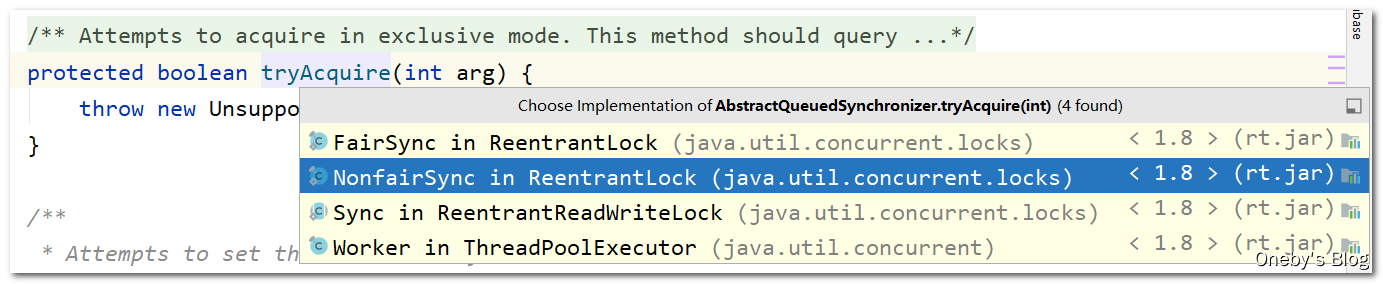 /** Attempts to acquire in exclusive mode. This method should query ...*/
protected boolean tryAcquire(int arg) {
throw new Unsuppo
}
/**
* Attempts to set th
Choose Implementation of AbstractQueuedSynchronizer.tryAcquire(int) (4 found)
FairSync in ReentrantLock (java.util.concurrent.locks) < 1.8 > (rt.jar)
NonfairSync in ReentrantLock (java.util.concurrent.locks) < 1.8 > (rt.jar)
Sync in ReentrantReadWriteLock (java.util.concurrent.locks) < 1.8 > (rt.jar)
Worker in ThreadPoolExecutor (java.util.concurrent) < 1.8 > (rt.jar)
base
Oneby's Blog